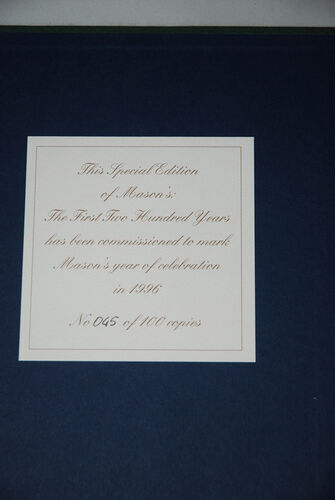 This Special Edition
of Mason's:
The First Two Hundred Years
has been commissioned to mark
Mason's year of celebration
in 1996
No 045 of 100 copies